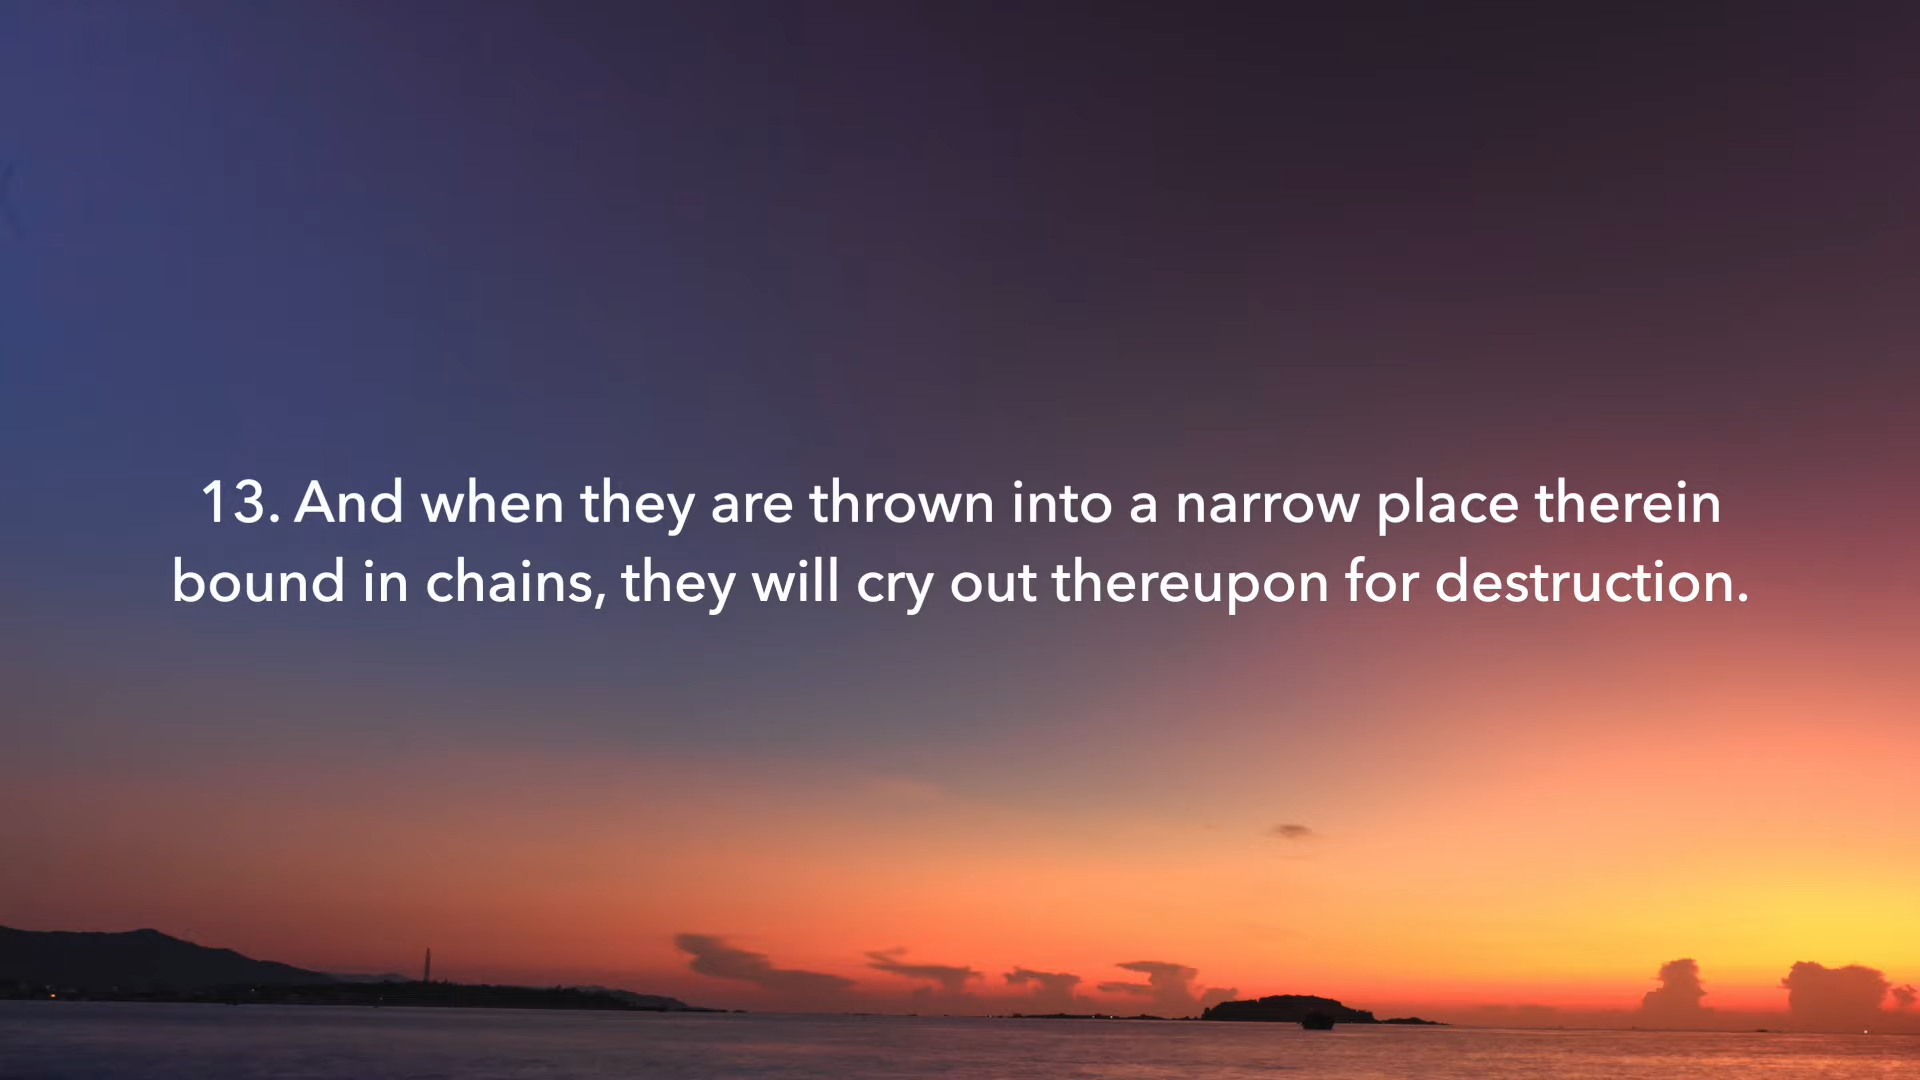 13. And when they are thrown into a narrow place therein
bound in chains, they will cry out thereupon for destruction.